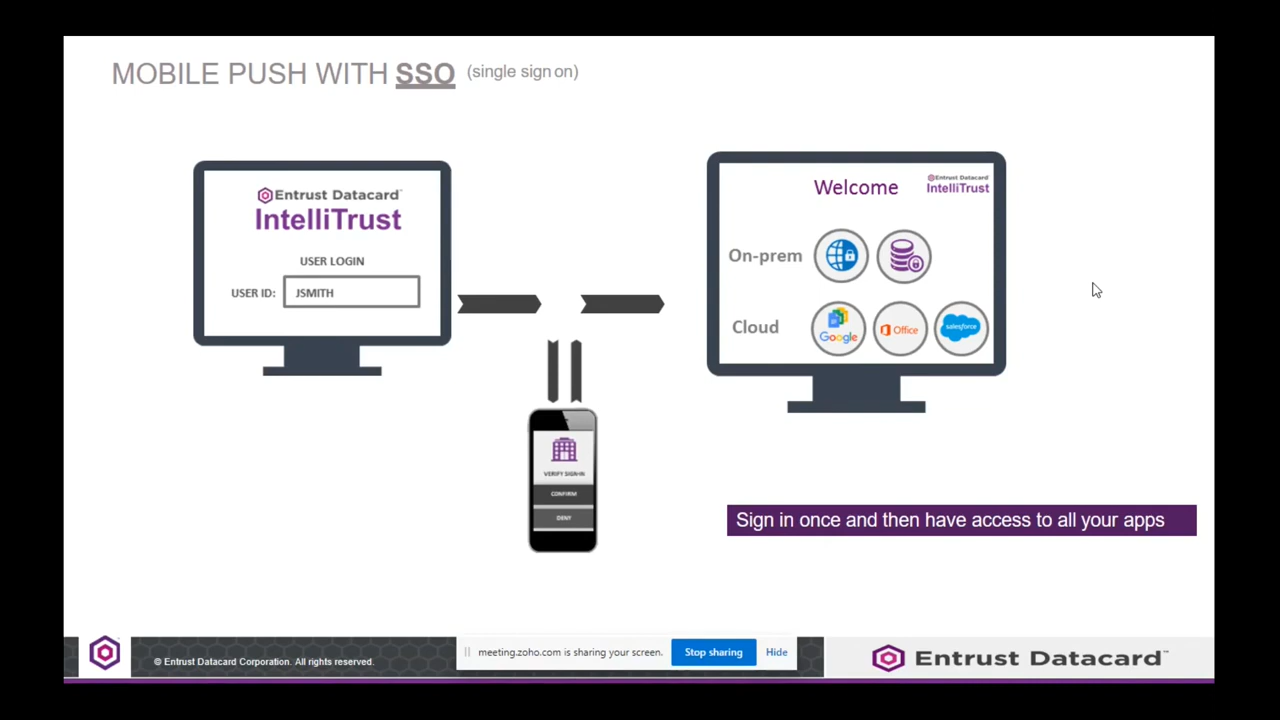 MOBILE PUSH WITH SSO (single sign on)
Entrust Datacard™
IntelliTrust
USER LOGIN
USER ID: JSMITH
Welcome
Entrust Datacard
IntelliTrust
On-prem
Cloud
Google
Office
salesforce
VERIFY SIGN-IN
CONFIRM
DENY
Sign in once and then have access to all your apps
© Entrust Datacard Corporation. All rights reserved.
meeting.zoho.com is sharing your screen. Stop sharing Hide
Entrust Datacard™